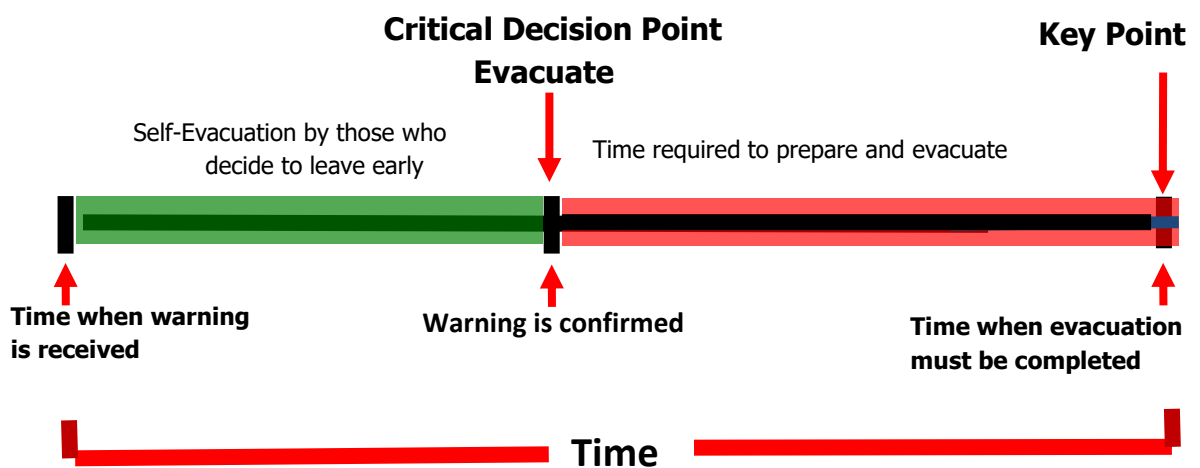 Critical Decision Point
Evacuate
Key Point
Self-Evacuation by those who
decide to leave early
Time required to prepare and evacuate
Time when warning
is received
Warning is confirmed
Time when evacuation
must be completed
Time